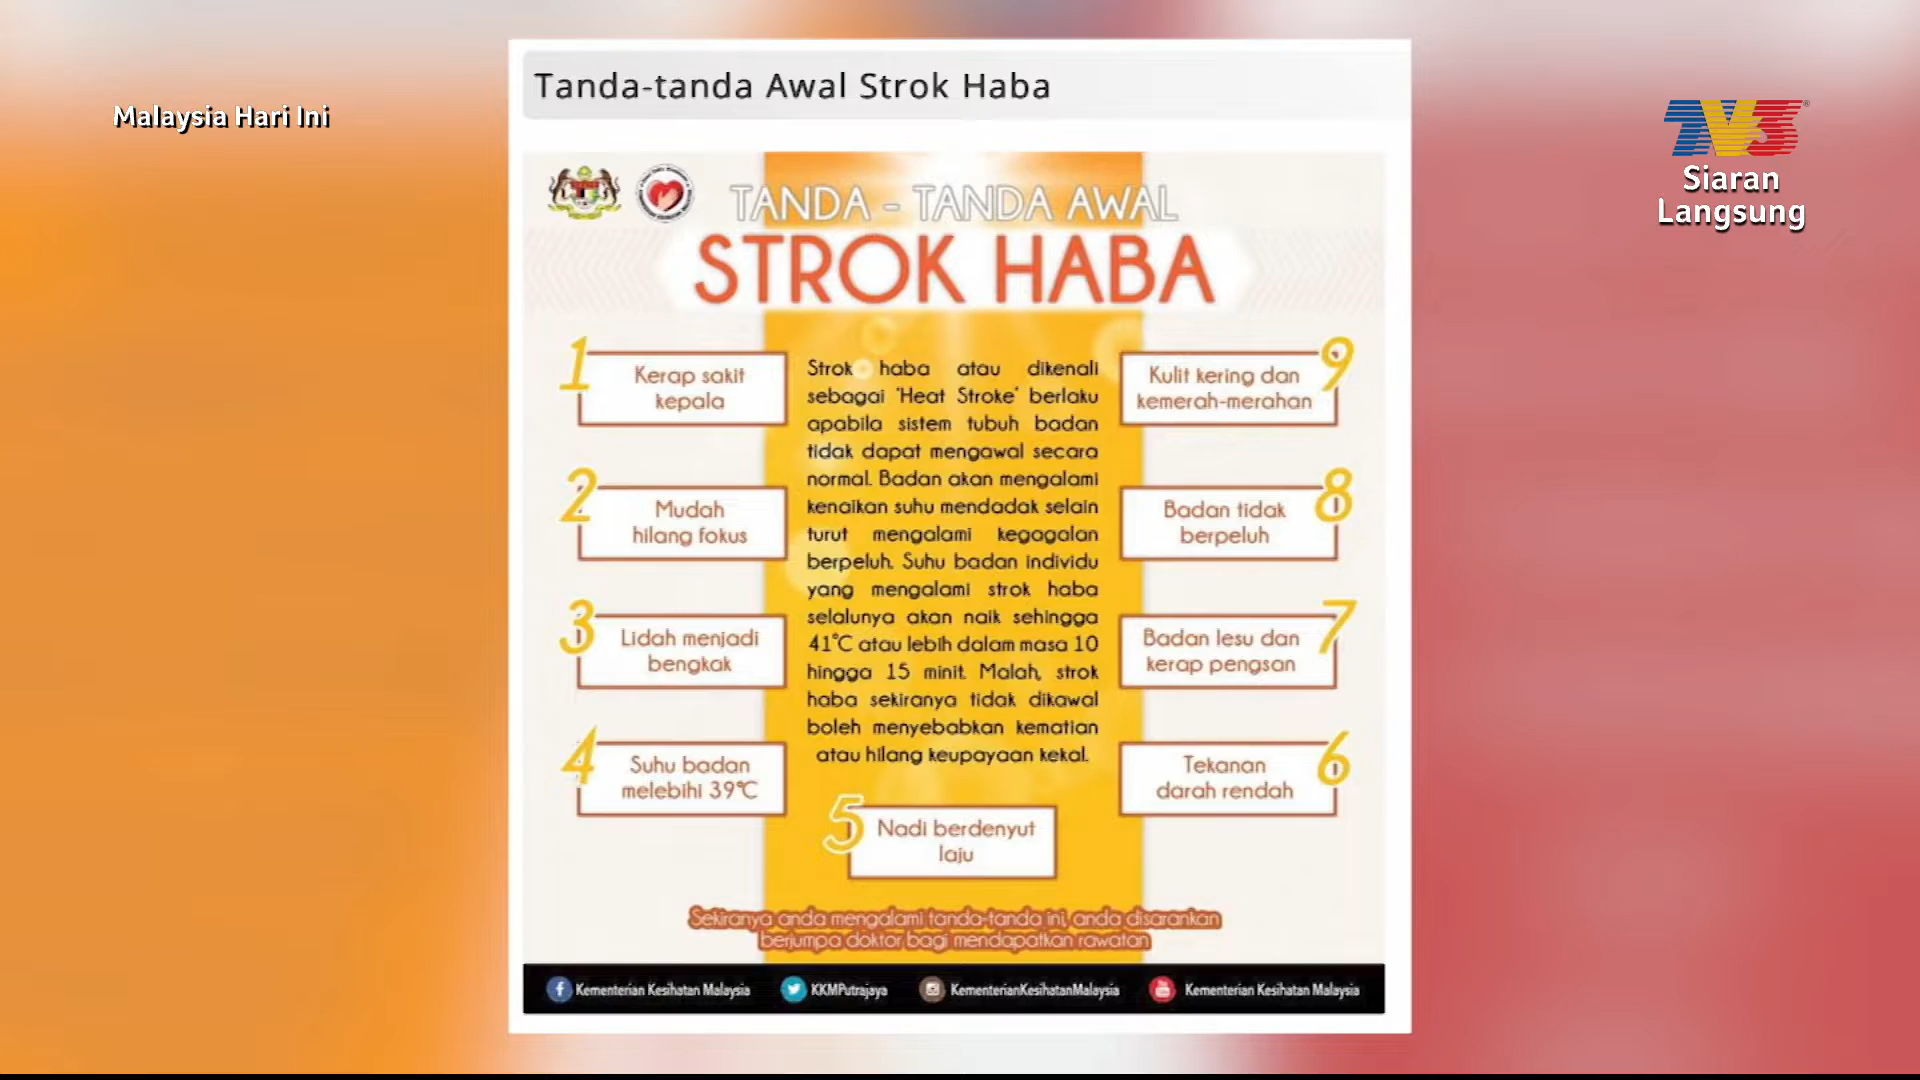 Tanda-tanda Awal Strok Haba
Malaysia Hari Ini
TV3
Siaran
Langsung
TANDA - TANDA AWAL
STROK HABA
1
Kerap sakit
kepala
2
Mudah
hilang fokus
3
Lidah menjadi
bengkak
4
Suhu badan
melebihi 39°C
Strok haba atau dikenali
sebagai 'Heat Stroke' berlaku
apabila sistem tubuh badan
tidak dapat mengawal secara
normal. Badan akan mengalami
kenaikan suhu mendadak selain
turut mengalami kegagalan
berpeluh. Suhu badan individu
yang mengalami strok haba
selalunya akan naik sehingga
41°C atau lebih dalam masa 10
hingga 15 minit. Malah, strok
haba sekiranya tidak dikawal
boleh menyebabkan kematian
atau hilang keupayaan kekal.
5
Nadi berdenyut
laju
9
Kulit kering dan
kemerah-merahan
8
Badan tidak
berpeluh
7
Badan lesu dan
kerap pengsan
6
Tekanan
darah rendah
Sekiranya anda mengalami tanda-tanda ini, anda disarankan
berjumpa doktor bagi mendapatkan rawatan
Kementerian Kesihatan Malaysia
KKMPutrajaya
KementerianKesihatanMalaysia
Kementerian Kesihatan Malaysia